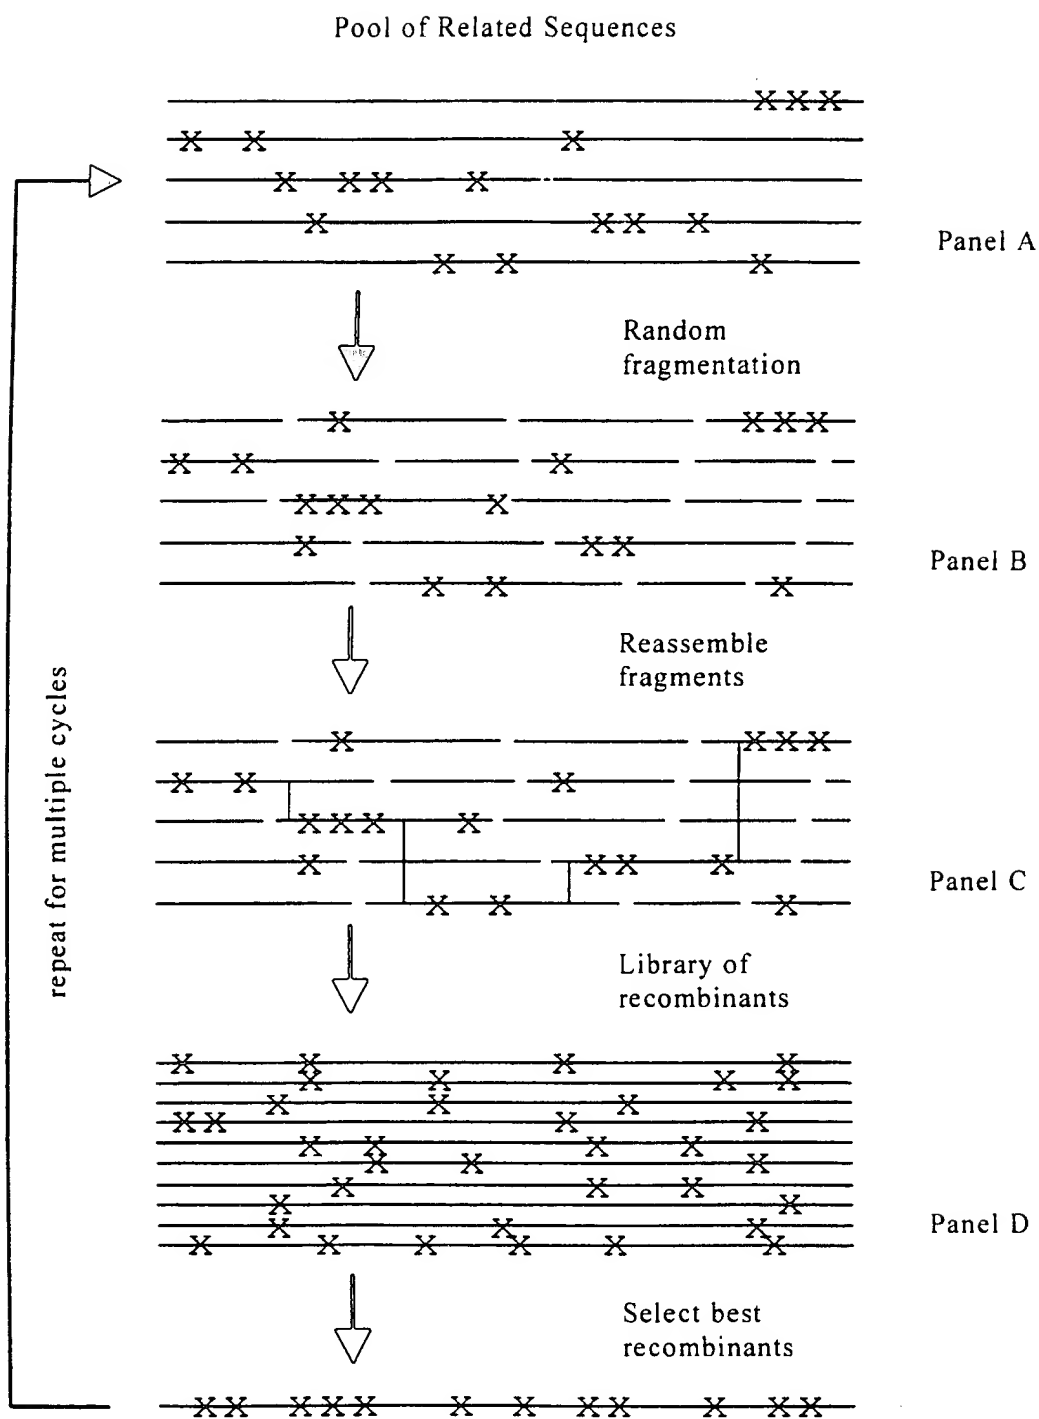 Pool of Related Sequences
Panel A
Random
fragmentation
Panel B
Reassemble
fragments
repeat for multiple cycles
Panel C
Library of
recombinants
Panel D
Select best
recombinants